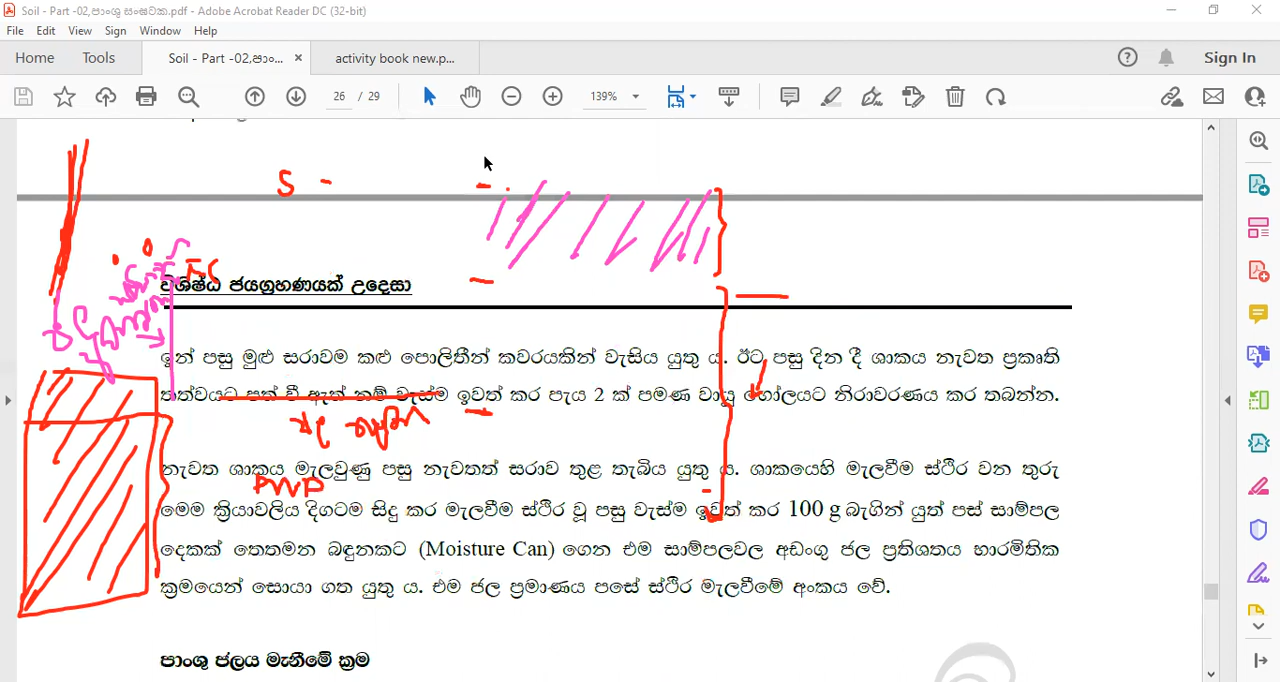 Soil - Part -02,පාංශු සංඝටක.pdf - Adobe Acrobat Reader DC (32-bit)
File Edit View Sign Window Help
Home Tools Soil - Part -02,පාං... × activity book new.p... Sign In
26 / 29 139%
S -
FC
විශිෂ්ඨ ජයග්‍රහණයක් උදෙසා
ඉන් පසු මුළු සරාවම කළු පොලිතීන් කවරයකින් වැසිය යුතු ය. ඊට පසු දින දී ශාකය නැවත ප්‍රකෘති
තත්වයට පත් වී ඇත් නම් වැස්ම ඉවත් කර පැය 2 ක් පමණ වායු ගෝලයට නිරාවරණය කර තබන්න.
නැවත ශාකය මැලවුණු පසු නැවතත් සරාව තුළ තැබිය යුතු ය. ශාකයෙහි මැලවීම ස්ථිර වන තුරු
PWP
මෙම ක්‍රියාවලිය දිගටම සිදු කර මැලවීම ස්ථිර වූ පසු වැස්ම ඉවත් කර 100 g බැගින් යුත් පස් සාම්පල
දෙකක් තෙතමන බඳුනකට (Moisture Can) ගෙන එම සාම්පලවල අඩංගු ජල ප්‍රතිශතය භාරමිතික
ක්‍රමයෙන් සොයා ගත යුතු ය. එම ජල ප්‍රමාණය පසේ ස්ථිර මැලවීමේ අංකය වේ.
පාංශු ජලය මැනීමේ ක්‍රම